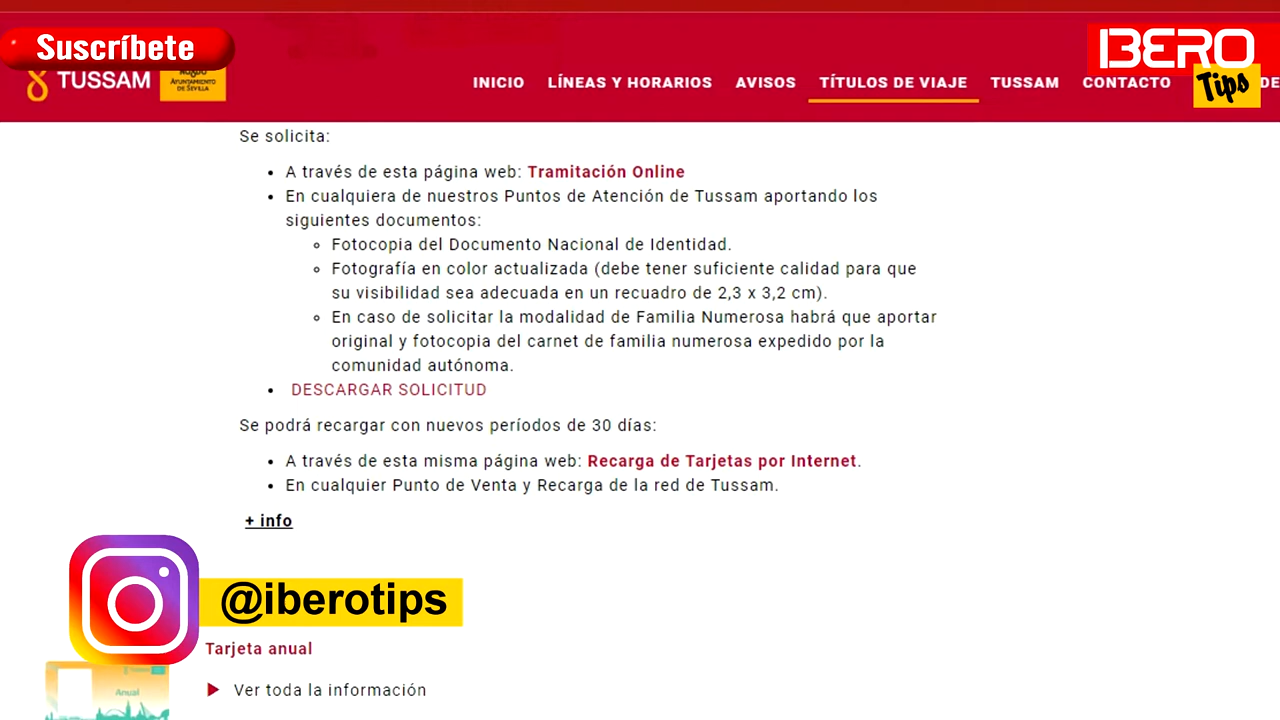 Suscríbete
IBERO
Tips
TUSSAM
AYUNTAMIENTO
DE SEVILLA
INICIO LÍNEAS Y HORARIOS AVISOS TÍTULOS DE VIAJE TUSSAM CONTACTO DE
Se solicita:
• A través de esta página web: Tramitación Online
• En cualquiera de nuestros Puntos de Atención de Tussam aportando los
siguientes documentos:
◦ Fotocopia del Documento Nacional de Identidad.
◦ Fotografía en color actualizada (debe tener suficiente calidad para que
su visibilidad sea adecuada en un recuadro de 2,3 x 3,2 cm).
◦ En caso de solicitar la modalidad de Familia Numerosa habrá que aportar
original y fotocopia del carnet de familia numerosa expedido por la
comunidad autónoma.
• DESCARGAR SOLICITUD
Se podrá recargar con nuevos períodos de 30 días:
• A través de esta misma página web: Recarga de Tarjetas por Internet.
• En cualquier Punto de Venta y Recarga de la red de Tussam.
+ info
@iberotips
Tarjeta anual
Anual
Ver toda la información